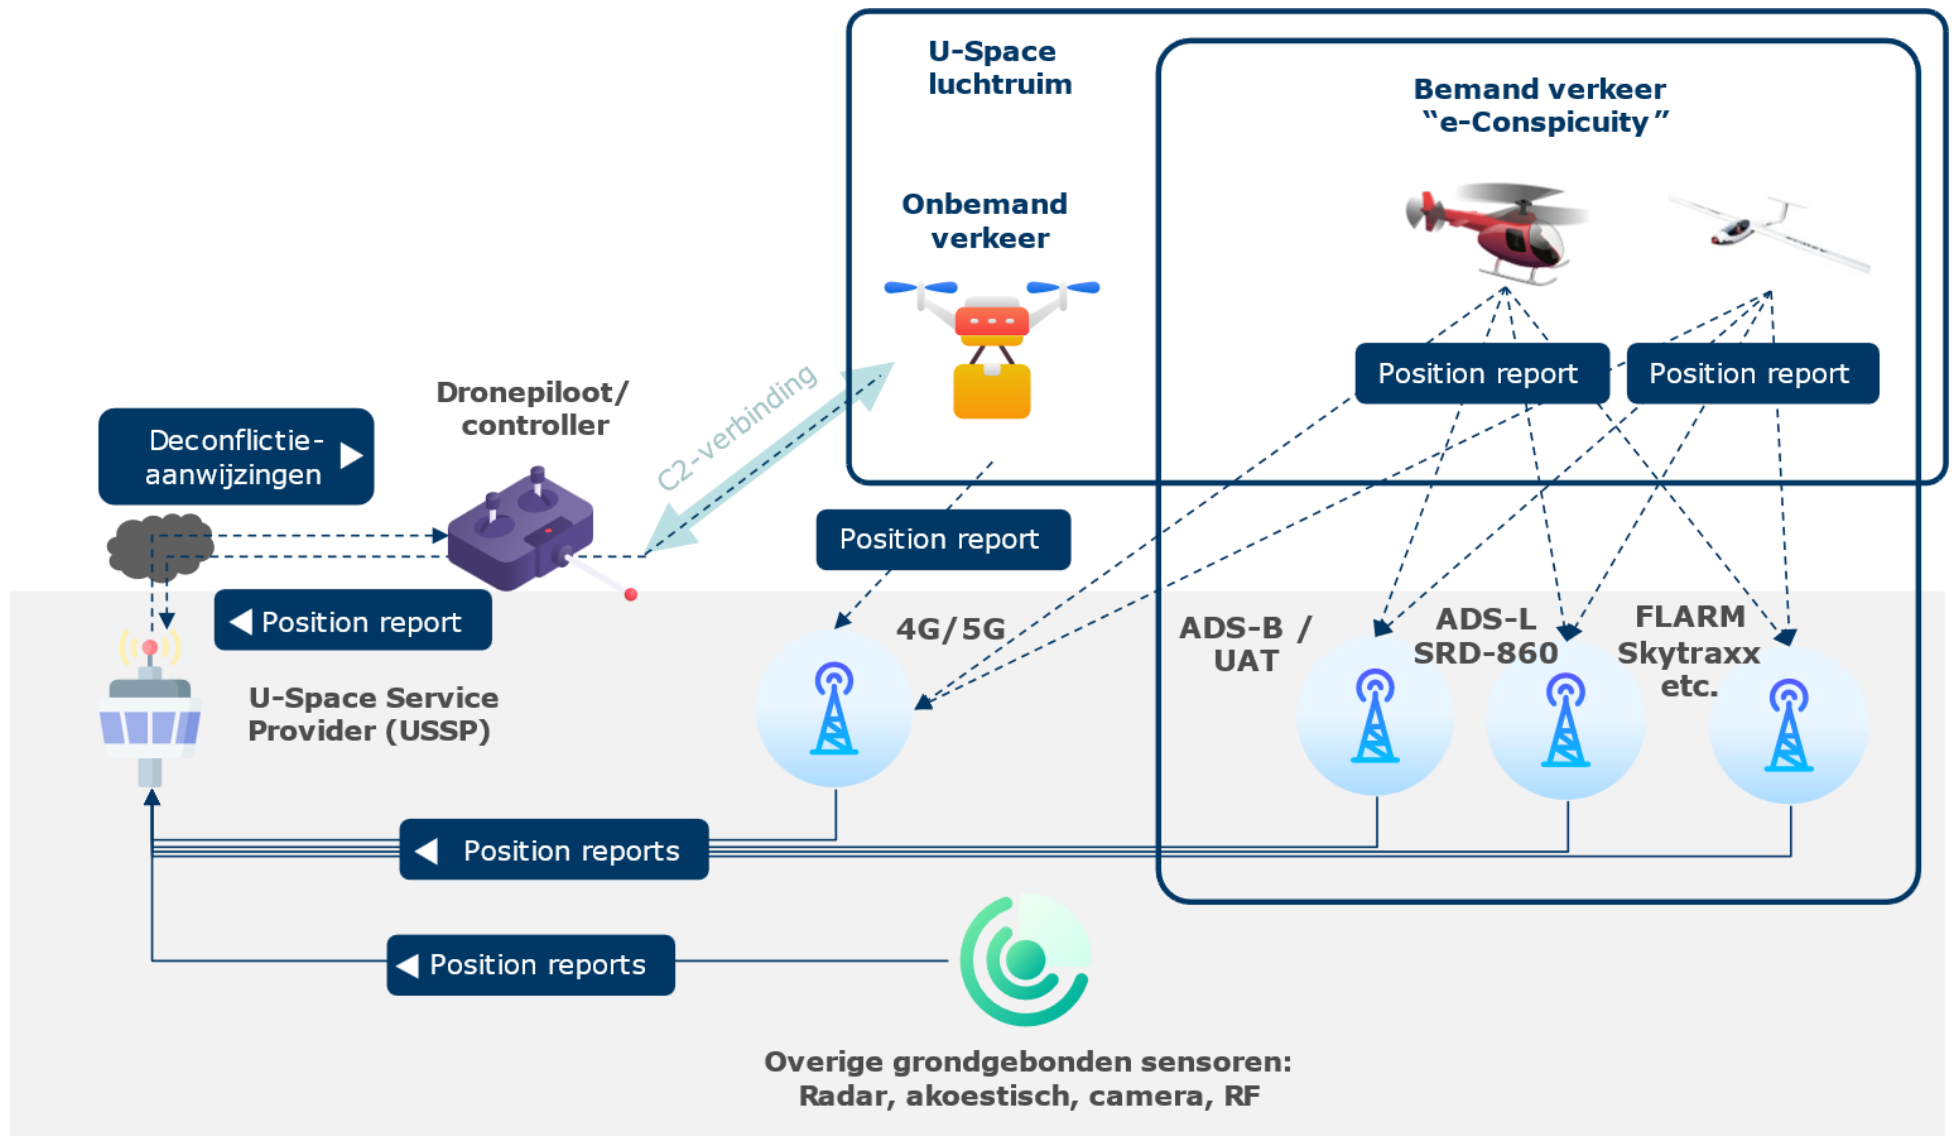 U-Space
luchtruim
Bemand verkeer
“e-Conspicuity”
Onbemand
verkeer
Position report
Position report
C2-verbinding
Dronepiloot/
controller
Deconflictie-
aanwijzingen
Position report
Position report
4G/5G
ADS-B /
UAT
ADS-L
SRD-860
FLARM
Skytraxx
etc.
U-Space Service
Provider (USSP)
Position reports
Position reports
Overige grondgebonden sensoren:
Radar, akoestisch, camera, RF